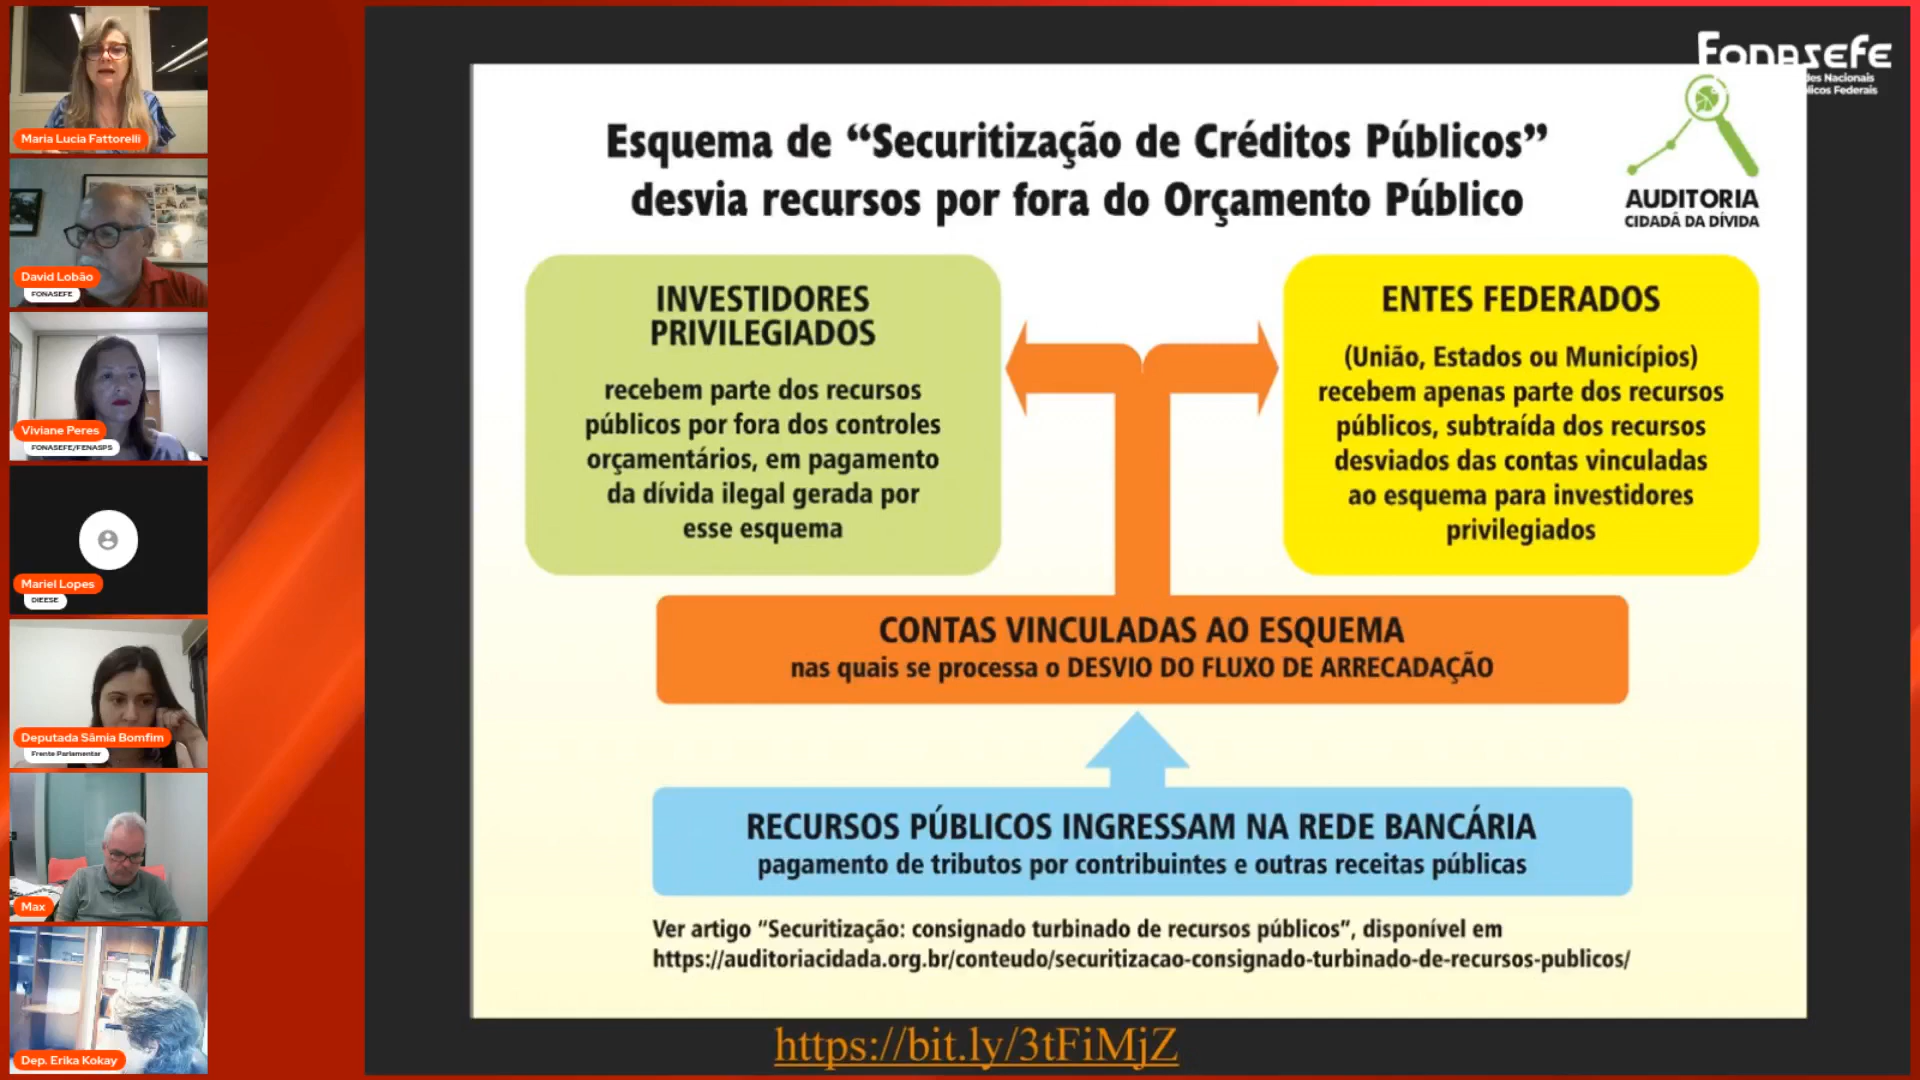 Maria Lucia Fattorelli
David Lobão
FONASEFE
Viviane Peres
FONASEFE/FENASPS
Mariel Lopes
DIEESE
Deputada Sâmia Bomfim
Frente Parlamentar
Max
Dep. Erika Kokay
FONASEFE
des Nacionais
licos Federais
Esquema de “Securitização de Créditos Públicos”
desvia recursos por fora do Orçamento Público
AUDITORIA
CIDADÃ DA DÍVIDA
INVESTIDORES
PRIVILEGIADOS
recebem parte dos recursos
públicos por fora dos controles
orçamentários, em pagamento
da dívida ilegal gerada por
esse esquema
ENTES FEDERADOS
(União, Estados ou Municípios)
recebem apenas parte dos recursos
públicos, subtraída dos recursos
desviados das contas vinculadas
ao esquema para investidores
privilegiados
CONTAS VINCULADAS AO ESQUEMA
nas quais se processa o DESVIO DO FLUXO DE ARRECADAÇÃO
RECURSOS PÚBLICOS INGRESSAM NA REDE BANCÁRIA
pagamento de tributos por contribuintes e outras receitas públicas
Ver artigo “Securitização: consignado turbinado de recursos públicos”, disponível em
https://auditoriacidada.org.br/conteudo/securitizacao-consignado-turbinado-de-recursos-publicos/
https://bit.ly/3tFiMjZ